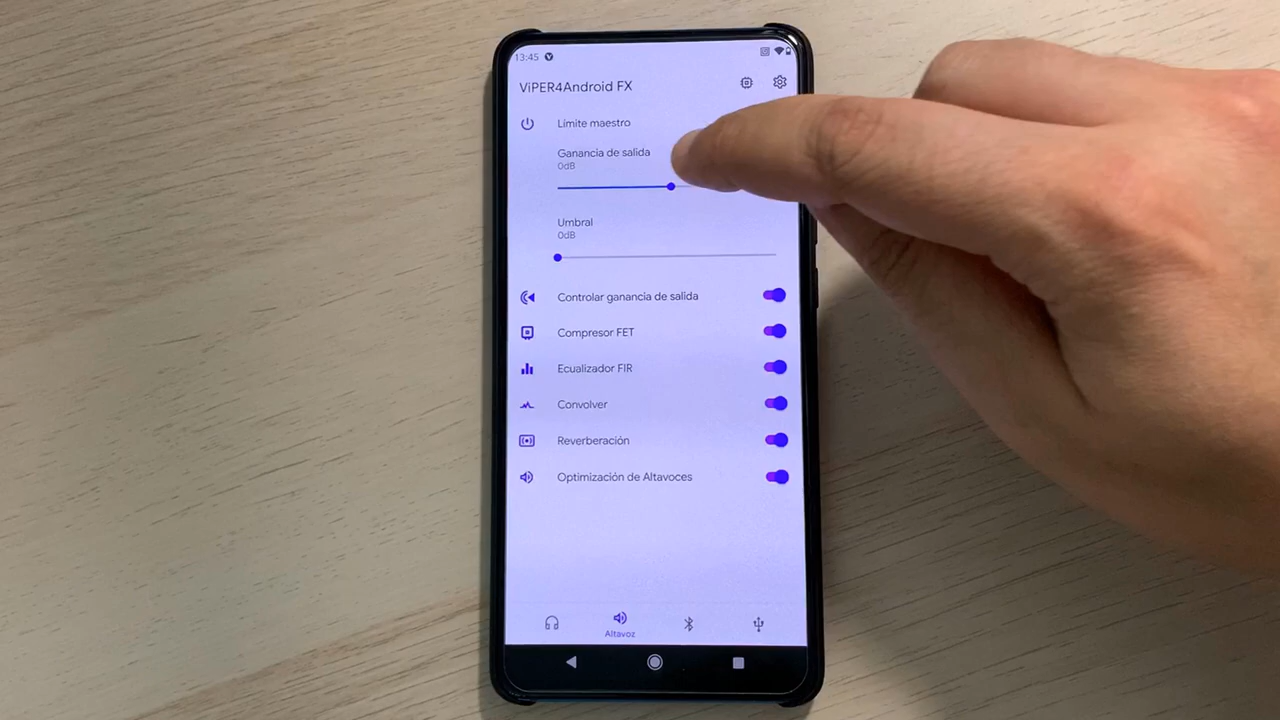 13:45
ViPER4Android FX
Límite maestro
Ganancia de salida
0dB
Umbral
0dB
Controlar ganancia de salida
Compresor FET
Ecualizador FIR
Convolver
Reverberación
Optimización de Altavoces
Altavoz